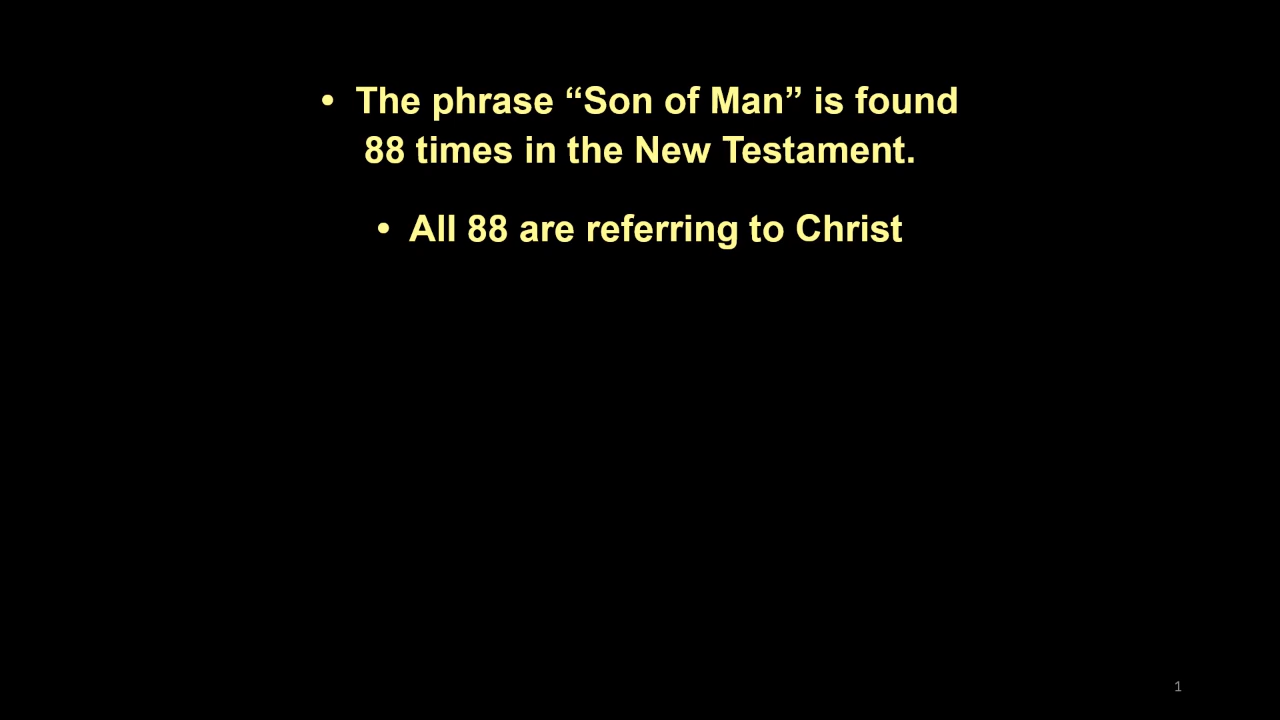 • The phrase “Son of Man” is found
88 times in the New Testament.
• All 88 are referring to Christ
1